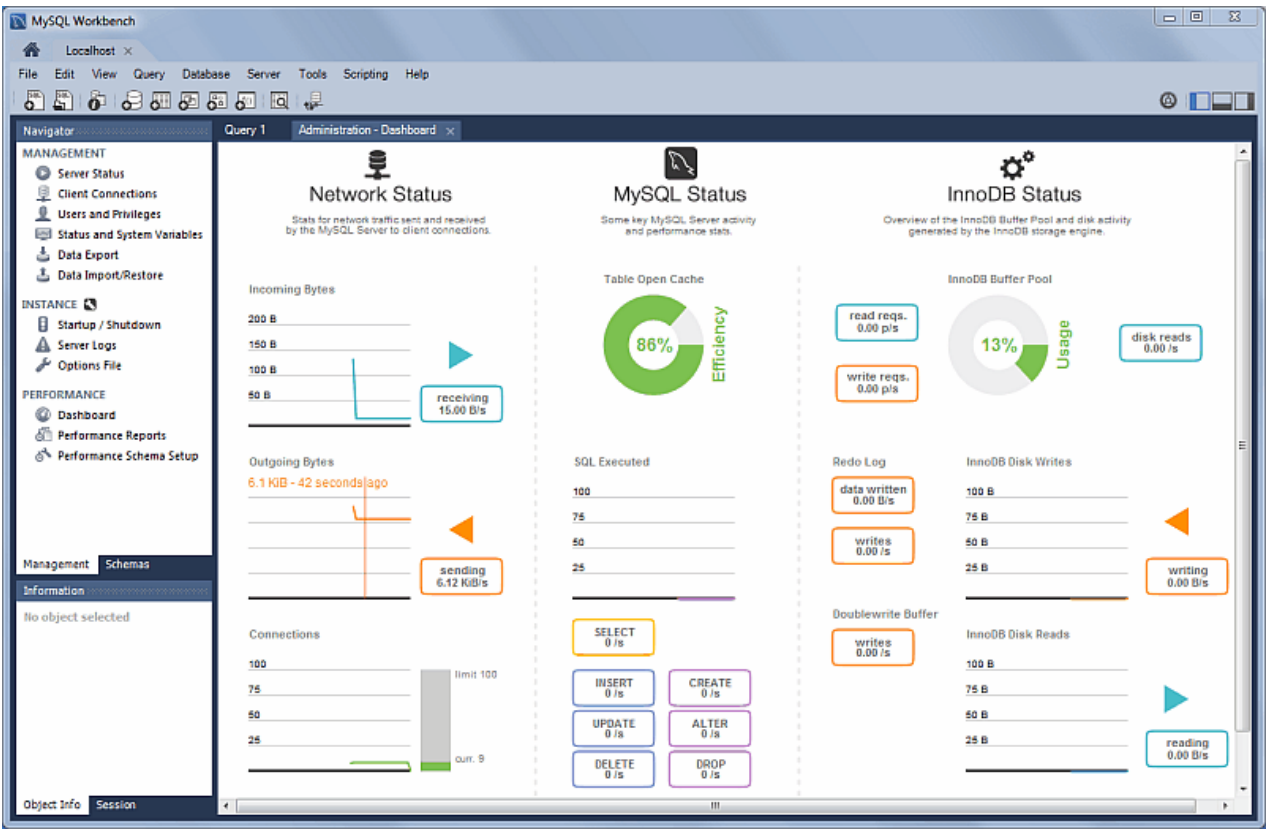 MySQL Workbench
Localhost
File Edit View Query Database Server Tools Scripting Help
Navigator
MANAGEMENT
Server Status
Client Connections
Users and Privileges
Status and System Variables
Data Export
Data Import/Restore
INSTANCE
Startup / Shutdown
Server Logs
Options File
PERFORMANCE
Dashboard
Performance Reports
Performance Schema Setup
Management Schemas
Information
No object selected
Object Info Session
Query 1 Administration - Dashboard
Network Status
Stats for network traffic sent and received
by the MySQL Server to client connections.
Incoming Bytes
200 B
150 B
100 B
50 B
receiving
15.00 B/s
Outgoing Bytes
6.1 KiB - 42 seconds ago
sending
6.12 KiB/s
Connections
100
75
50
25
limit 100
curr. 9
MySQL Status
Some key MySQL Server activity
and performance stats.
Table Open Cache
86%
Efficiency
SQL Executed
100
75
50
25
SELECT
0 /s
INSERT
0 /s
CREATE
0 /s
UPDATE
0 /s
ALTER
0 /s
DELETE
0 /s
DROP
0 /s
InnoDB Status
Overview of the InnoDB Buffer Pool and disk activity
generated by the InnoDB storage engine.
InnoDB Buffer Pool
read reqs.
0.00 p/s
write reqs.
0.00 p/s
13%
Usage
disk reads
0.00 /s
Redo Log
data written
0.00 B/s
writes
0.00 /s
Doublewrite Buffer
writes
0.00 /s
InnoDB Disk Writes
100 B
75 B
50 B
25 B
writing
0.00 B/s
InnoDB Disk Reads
100 B
75 B
50 B
25 B
reading
0.00 B/s